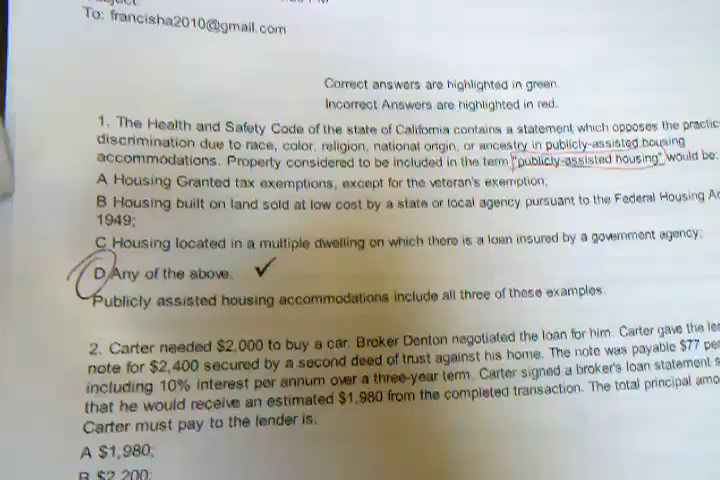 To: francisha2010@gmail.com
Correct answers are highlighted in green.
Incorrect Answers are highlighted in red.
1. The Health and Safety Code of the state of California contains a statement which opposes the practic
discrimination due to race, color, religion, national origin, or ancestry in publicly-assisted housing
accommodations. Property considered to be included in the term "publicly-assisted housing" would be:
A Housing Granted tax exemptions, except for the veteran's exemption;
B Housing built on land sold at low cost by a state or local agency pursuant to the Federal Housing Ac
1949;
C Housing located in a multiple dwelling on which there is a loan insured by a government agency;
D Any of the above.
Publicly assisted housing accommodations include all three of these examples.
2. Carter needed $2,000 to buy a car. Broker Denton negotiated the loan for him. Carter gave the len
note for $2,400 secured by a second deed of trust against his home. The note was payable $77 per
including 10% interest per annum over a three-year term. Carter signed a broker's loan statement s
that he would receive an estimated $1,980 from the completed transaction. The total principal amo
Carter must pay to the lender is:
A $1,980;
B $2,200;